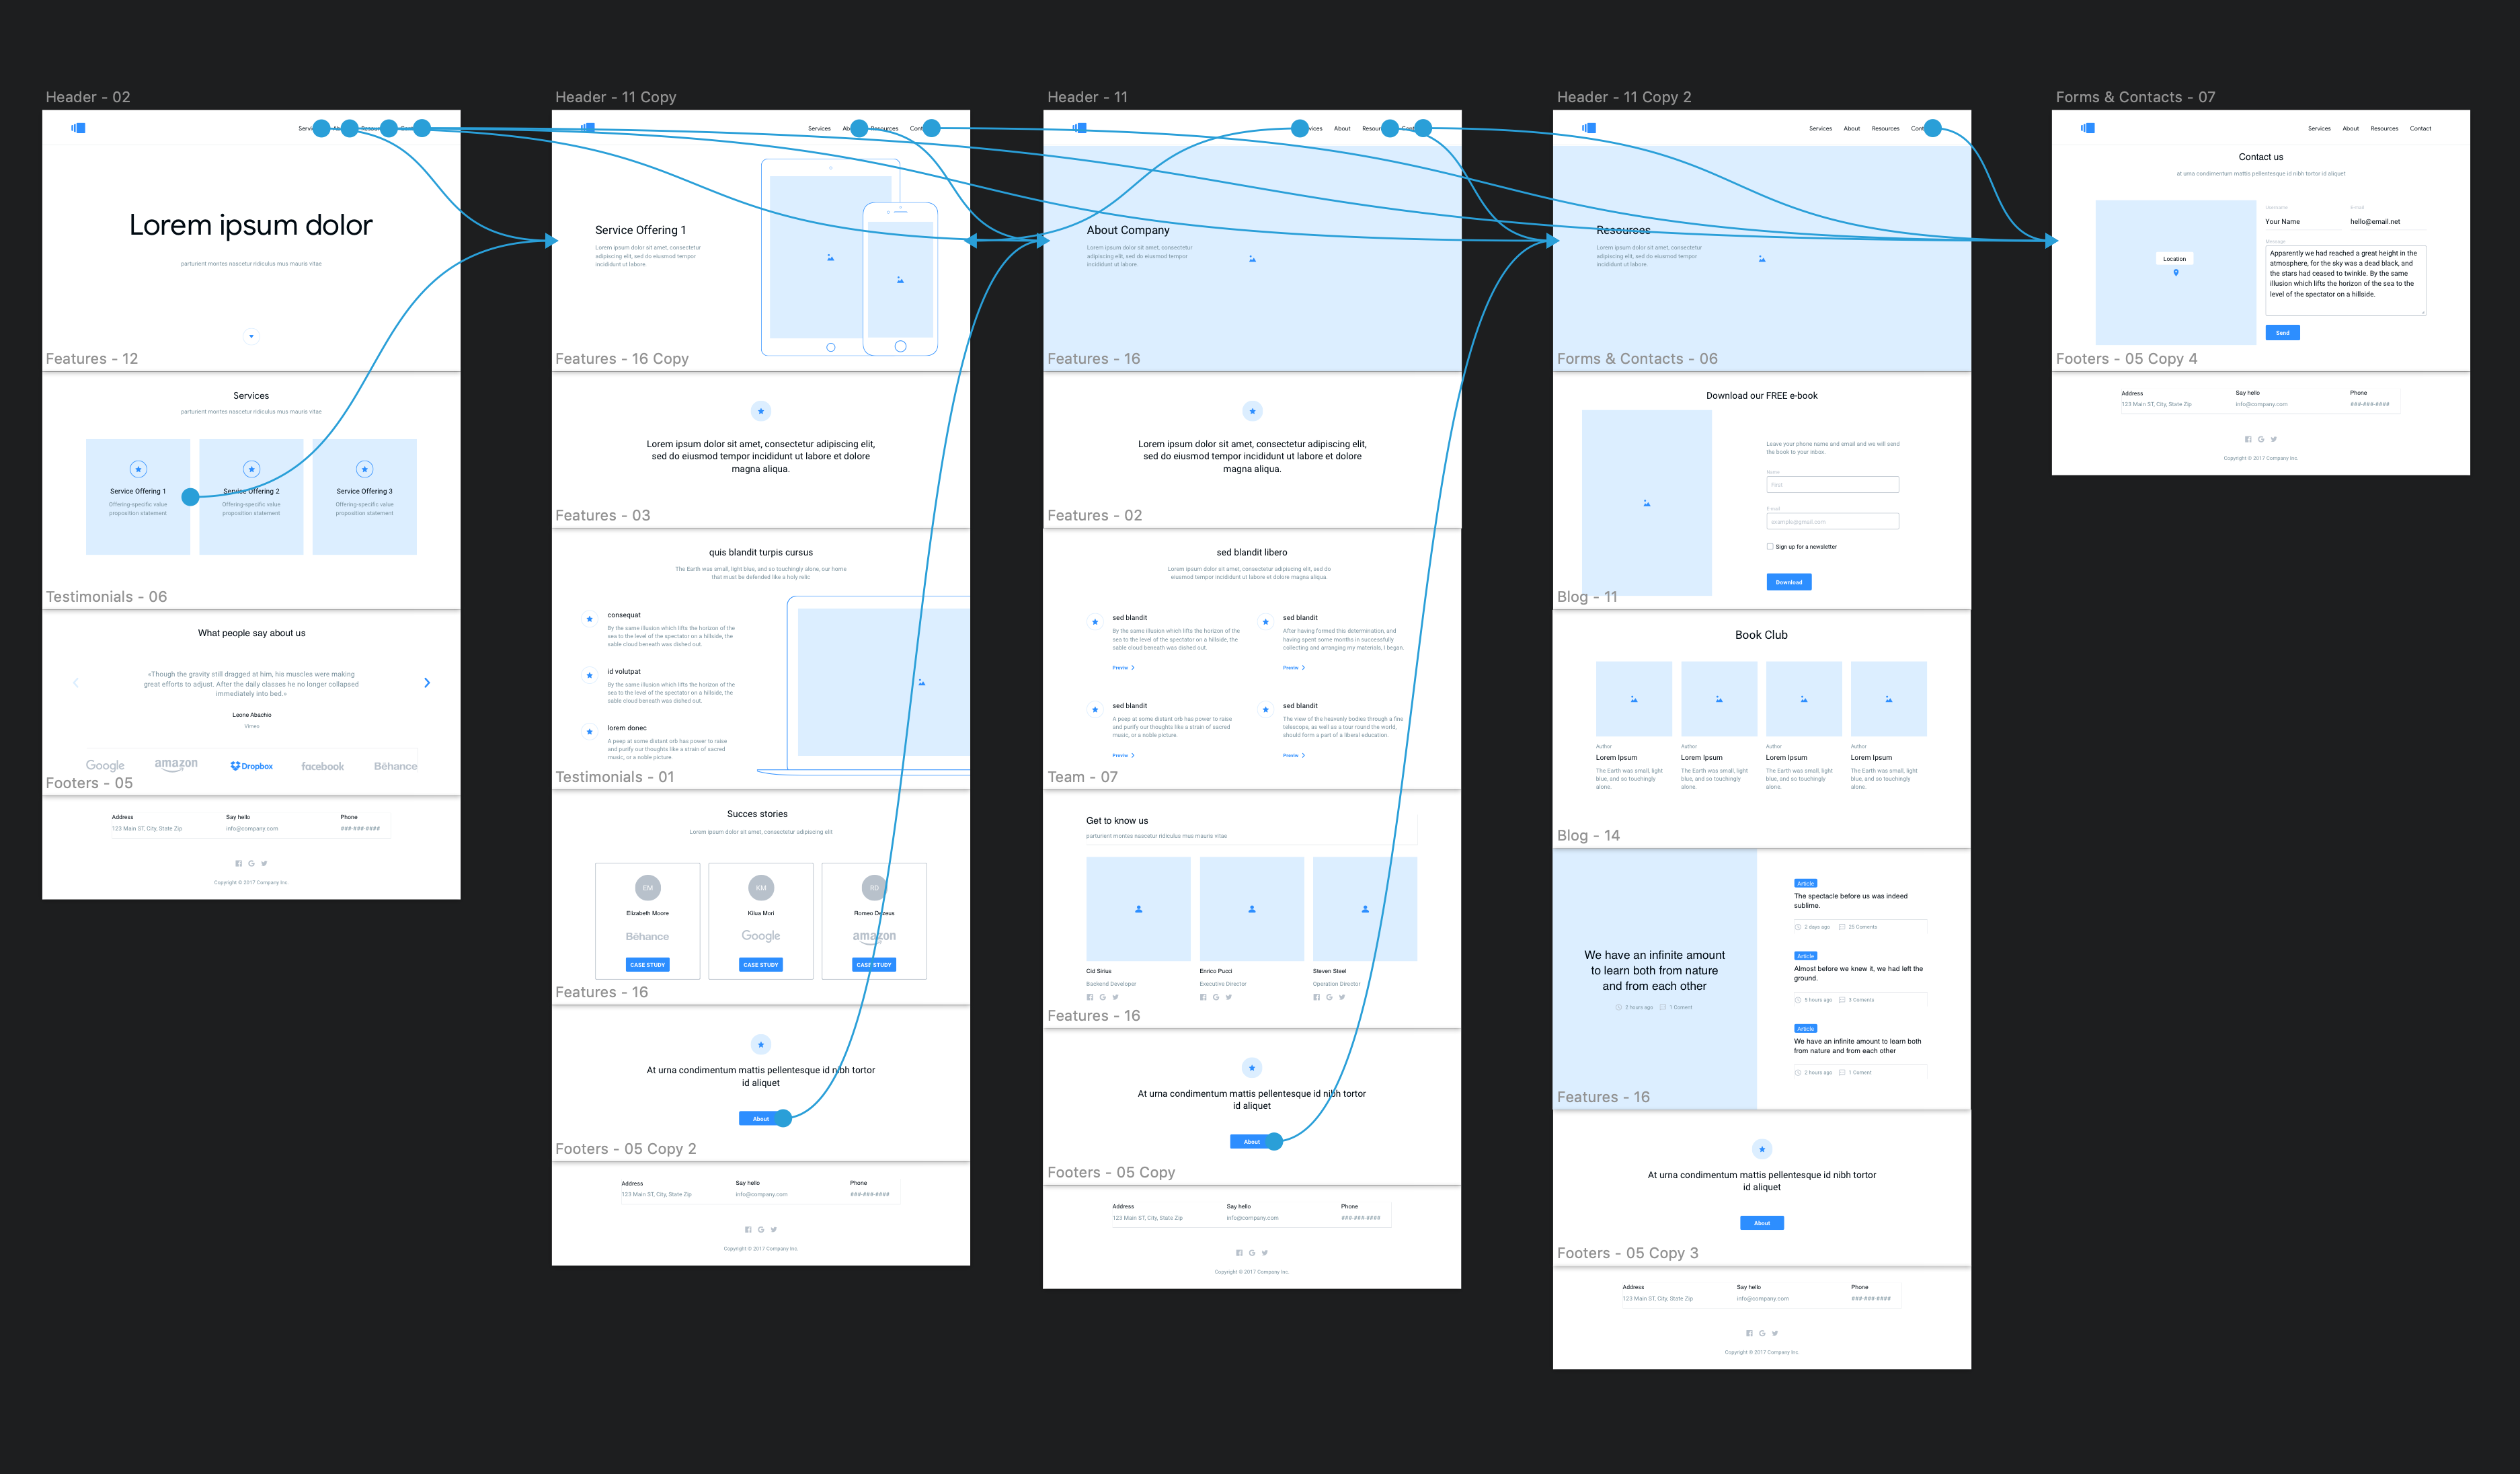 Header - 02
Lorem ipsum dolor
parturient montes nascetur ridiculus mus mauris vitae
Features - 12
Services
parturient montes nascetur ridiculus mus mauris vitae
Service Offering 1
Offering-specific value
proposition statement
Service Offering 2
Offering-specific value
proposition statement
Service Offering 3
Offering-specific value
proposition statement
Testimonials - 06
What people say about us
«Though the gravity still dragged at him, his muscles were making
great efforts to adjust. After the daily classes he no longer collapsed
immediately into bed.»
Leone Abachio
Vimeo
Google amazon Dropbox facebook Bēhance
Footers - 05
Address Say hello Phone
123 Main ST, City, State Zip info@company.com ###-###-####
Copyright © 2017 Company Inc.
Header - 11 Copy
Services Resources
Service Offering 1
Lorem ipsum dolor sit amet, consectetur
adipiscing elit, sed do eiusmod tempor
incididunt ut labore.
Features - 16 Copy
Lorem ipsum dolor sit amet, consectetur adipiscing elit,
sed do eiusmod tempor incididunt ut labore et dolore
magna aliqua.
Features - 03
quis blandit turpis cursus
The Earth was small, light blue, and so touchingly alone, our home
that must be defended like a holy relic
consequat
By the same illusion which lifts the horizon of the
sea to the level of the spectator on a hillside, the
sable cloud beneath was dished out.
id volutpat
By the same illusion which lifts the horizon of the
sea to the level of the spectator on a hillside, the
sable cloud beneath was dished out.
lorem donec
A peep at some distant orb has power to raise
and purify our thoughts like a strain of sacred
music, or a noble picture.
Testimonials - 01
Succes stories
Lorem ipsum dolor sit amet, consectetur adipiscing elit
EM KM RD
Elizabeth Moore Kilua Mori Romeo Dezeus
Bēhance Google amazon
CASE STUDY CASE STUDY CASE STUDY
Features - 16
At urna condimentum mattis pellentesque id nibh tortor
id aliquet
About
Footers - 05 Copy 2
Address Say hello Phone
123 Main ST, City, State Zip info@company.com ###-###-####
Copyright © 2017 Company Inc.
Header - 11
About
About Company
Lorem ipsum dolor sit amet, consectetur
adipiscing elit, sed do eiusmod tempor
incididunt ut labore.
Features - 16
Lorem ipsum dolor sit amet, consectetur adipiscing elit,
sed do eiusmod tempor incididunt ut labore et dolore
magna aliqua.
Features - 02
sed blandit libero
Lorem ipsum dolor sit amet, consectetur adipiscing elit, sed do
eiusmod tempor incididunt ut labore et dolore magna aliqua.
sed blandit
By the same illusion which lifts the horizon of the
sea to the level of the spectator on a hillside, the
sable cloud beneath was dished out.
Preview
sed blandit
After having formed this determination, and
having spent some months in successfully
collecting and arranging my materials, I began.
Preview
sed blandit
A peep at some distant orb has power to raise
and purify our thoughts like a strain of sacred
music, or a noble picture.
Preview
sed blandit
The view of the heavenly bodies through a fine
telescope, as well as a tour round the world,
should form a part of a liberal education.
Preview
Team - 07
Get to know us
parturient montes nascetur ridiculus mus mauris vitae
Cid Sirius Enrico Pucci Steven Steel
Backend Developer Executive Director Operation Director
Features - 16
At urna condimentum mattis pellentesque id nibh tortor
id aliquet
About
Footers - 05 Copy
Address Say hello Phone
123 Main ST, City, State Zip info@company.com ###-###-####
Copyright © 2017 Company Inc.
Header - 11 Copy 2
Services About Resources
Resources
Lorem ipsum dolor sit amet, consectetur
adipiscing elit, sed do eiusmod tempor
incididunt ut labore.
Forms & Contacts - 06
Download our FREE e-book
Leave your phone name and email and we will send
the book to your inbox.
Name
First
E-mail
example@gmail.com
Sign up for a newsletter
Download
Blog - 11
Book Club
Author Author Author Author
Lorem Ipsum Lorem Ipsum Lorem Ipsum Lorem Ipsum
The Earth was small, light
blue, and so touchingly
alone.
The Earth was small, light
blue, and so touchingly
alone.
The Earth was small, light
blue, and so touchingly
alone.
The Earth was small, light
blue, and so touchingly
alone.
Blog - 14
We have an infinite amount
to learn both from nature
and from each other
2 hours ago 1 Coment
Article
The spectacle before us was indeed
sublime.
2 days ago 25 Coments
Article
Almost before we knew it, we had left the
ground.
5 hours ago 3 Coments
Article
We have an infinite amount to learn both
from nature and from each other
2 hours ago 1 Coment
Features - 16
At urna condimentum mattis pellentesque id nibh tortor
id aliquet
About
Footers - 05 Copy 3
Address Say hello Phone
123 Main ST, City, State Zip info@company.com ###-###-####
Copyright © 2017 Company Inc.
Forms & Contacts - 07
Services About Resources Contact
Contact us
at urna condimentum mattis pellentesque id nibh tortor id aliquet
Location
Username E-mail
Your Name hello@email.net
Message
Apparently we had reached a great height in the
atmosphere, for the sky was a dead black, and
the stars had ceased to twinkle. By the same
illusion which lifts the horizon of the sea to the
level of the spectator on a hillside.
Send
Footers - 05 Copy 4
Address Say hello Phone
123 Main ST, City, State Zip info@company.com ###-###-####
Copyright © 2017 Company Inc.